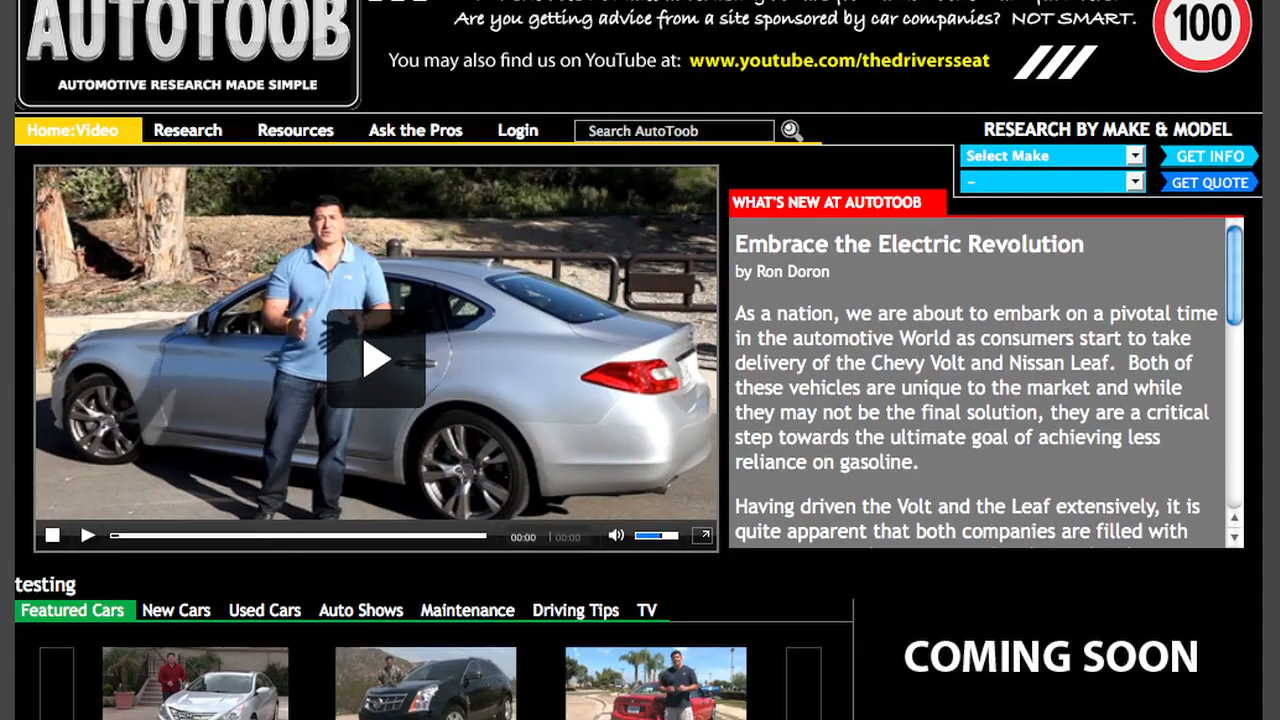 AUTOTOOB
AUTOMOTIVE RESEARCH MADE SIMPLE
Are you getting advice from a site sponsored by car companies? NOT SMART.
You may also find us on YouTube at: www.youtube.com/thedriversseat
100
Home:Video Research Resources Ask the Pros Login Search AutoToob
RESEARCH BY MAKE & MODEL
Select Make GET INFO
– GET QUOTE
WHAT'S NEW AT AUTOTOOB
Embrace the Electric Revolution
by Ron Doron
As a nation, we are about to embark on a pivotal time
in the automotive World as consumers start to take
delivery of the Chevy Volt and Nissan Leaf. Both of
these vehicles are unique to the market and while
they may not be the final solution, they are a critical
step towards the ultimate goal of achieving less
reliance on gasoline.
Having driven the Volt and the Leaf extensively, it is
quite apparent that both companies are filled with
00:00 | 00:00
testing
Featured Cars New Cars Used Cars Auto Shows Maintenance Driving Tips TV
COMING SOON